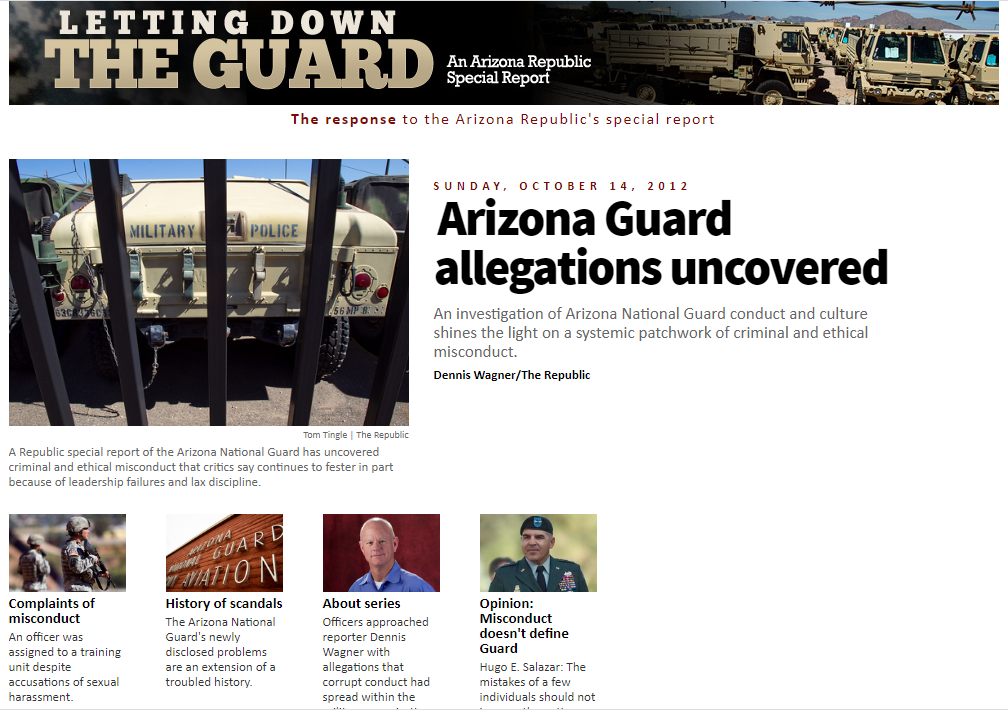 LETTING DOWN
THE GUARD
An Arizona Republic
Special Report
The response to the Arizona Republic's special report
MILITARY POLICE
SUNDAY, OCTOBER 14, 2012
Arizona Guard
allegations uncovered
An investigation of Arizona National Guard conduct and culture
shines the light on a systemic patchwork of criminal and ethical
misconduct.
Dennis Wagner/The Republic
Tom Tingle | The Republic
A Republic special report of the Arizona National Guard has uncovered
criminal and ethical misconduct that critics say continues to fester in part
because of leadership failures and lax discipline.
Complaints of
misconduct
An officer was
assigned to a training
unit despite
accusations of sexual
harassment.
ARIZONA
GUARD
AVIATION
History of scandals
The Arizona National
Guard's newly
disclosed problems
are an extension of a
troubled history.
About series
Officers approached
reporter Dennis
Wagner with
allegations that
corrupt conduct had
spread within the
Opinion:
Misconduct
doesn't define
Guard
Hugo E. Salazar: The
mistakes of a few
individuals should not